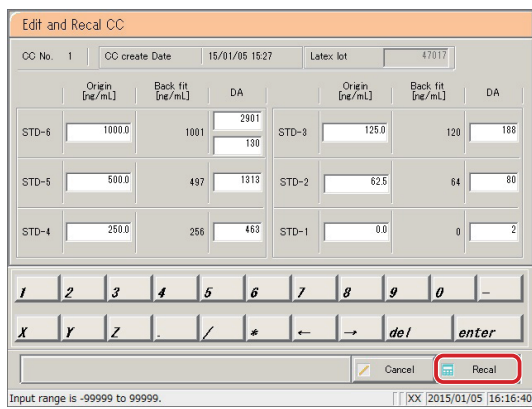 Edit and Recal CC
CC No. 1 CC create Date 15/01/05 15:27 Latex lot 47017
Origin [ng/mL] Back fit [ng/mL] DA Origin [ng/mL] Back fit [ng/mL] DA
STD-6 1000.0 1001 2901 130 STD-3 125.0 120 188
STD-5 500.0 497 1313 STD-2 62.5 64 80
STD-4 250.0 256 463 STD-1 0.0 0 2
1 2 3 4 5 6 7 8 9 0 -
X Y Z . / * ← → del enter
Cancel Recal
Input range is -99999 to 99999. XX 2015/01/05 16:16:40